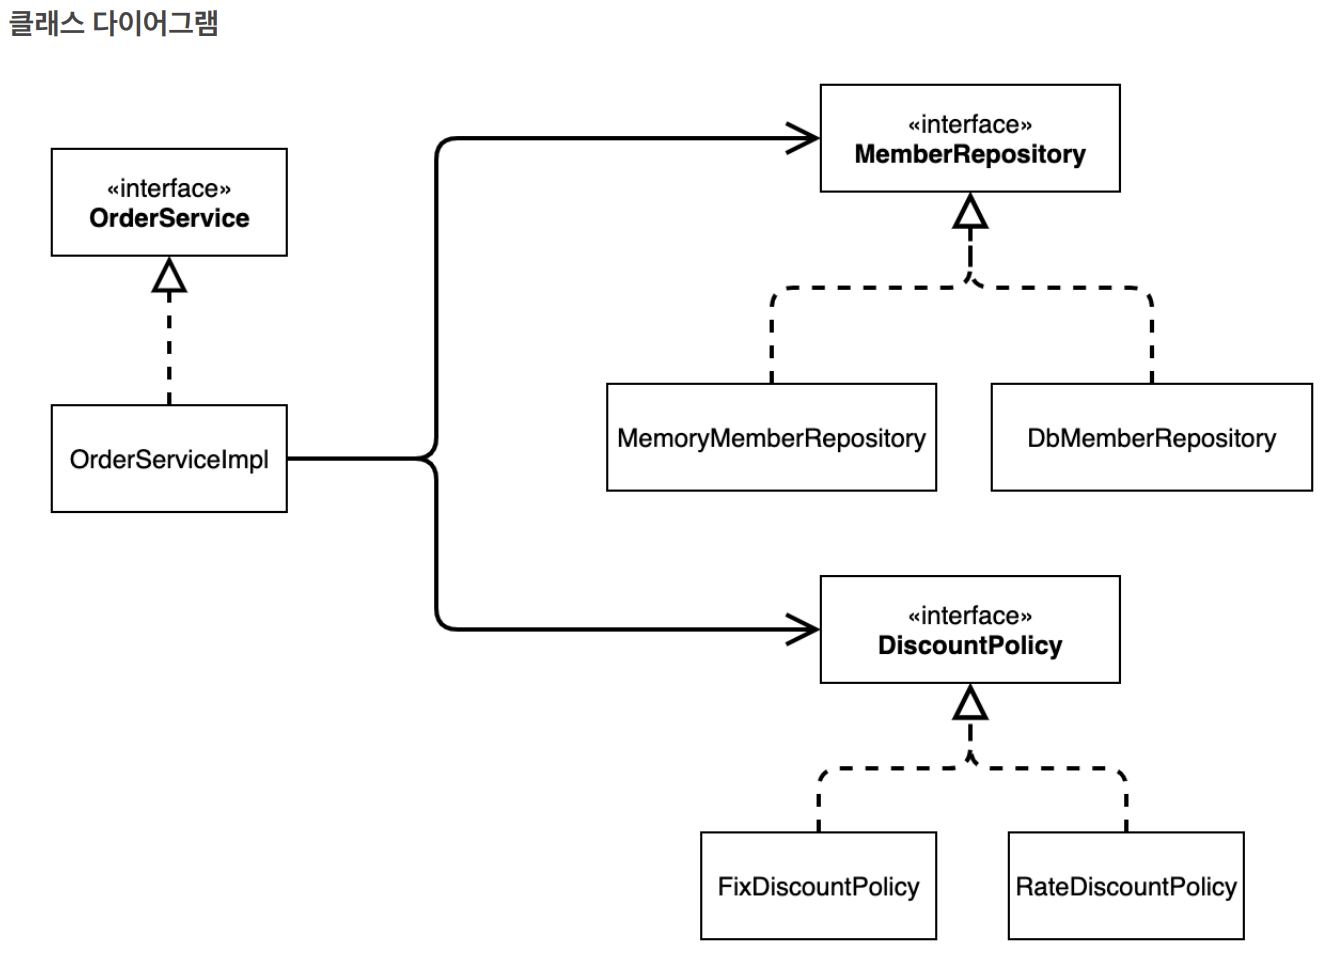 클래스 다이어그램
«interface»
OrderService
OrderServiceImpl
«interface»
MemberRepository
MemoryMemberRepository
DbMemberRepository
«interface»
DiscountPolicy
FixDiscountPolicy
RateDiscountPolicy